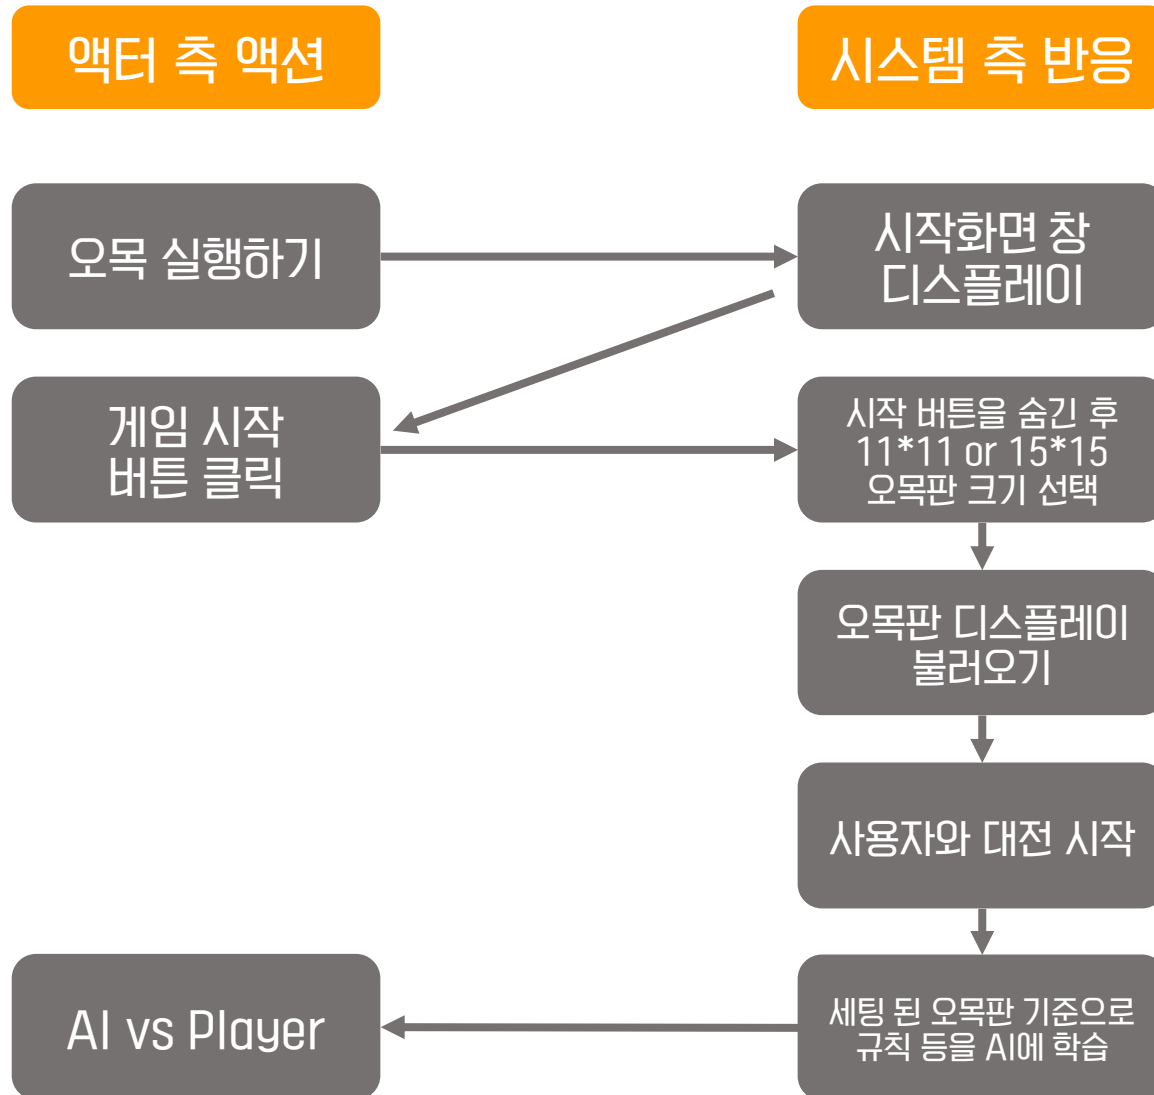 액터 측 액션
시스템 측 반응
오목 실행하기
시작화면 창
디스플레이
게임 시작
버튼 클릭
시작 버튼을 숨긴 후
11*11 or 15*15
오목판 크기 선택
오목판 디스플레이
불러오기
사용자와 대전 시작
AI vs Player
세팅 된 오목판 기준으로
규칙 등을 AI에 학습